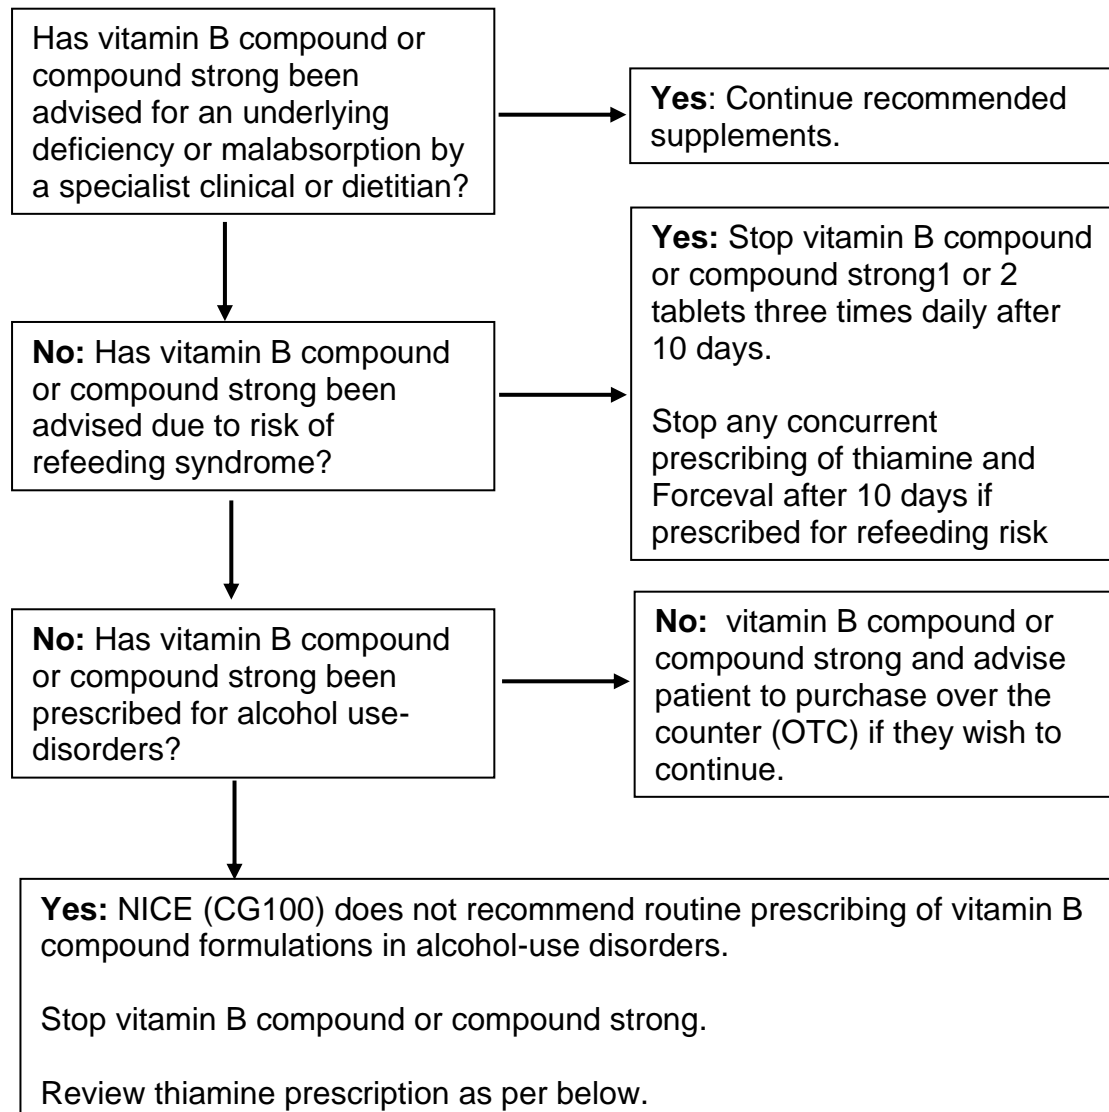 Has vitamin B compound or
compound strong been
advised for an underlying
deficiency or malabsorption by
a specialist clinical or dietitian?
Yes: Continue recommended
supplements.
No: Has vitamin B compound
or compound strong been
advised due to risk of
refeeding syndrome?
Yes: Stop vitamin B compound
or compound strong1 or 2
tablets three times daily after
10 days.
Stop any concurrent
prescribing of thiamine and
Forceval after 10 days if
prescribed for refeeding risk
No: Has vitamin B compound
or compound strong been
prescribed for alcohol use-
disorders?
No: vitamin B compound or
compound strong and advise
patient to purchase over the
counter (OTC) if they wish to
continue.
Yes: NICE (CG100) does not recommend routine prescribing of vitamin B
compound formulations in alcohol-use disorders.
Stop vitamin B compound or compound strong.
Review thiamine prescription as per below.